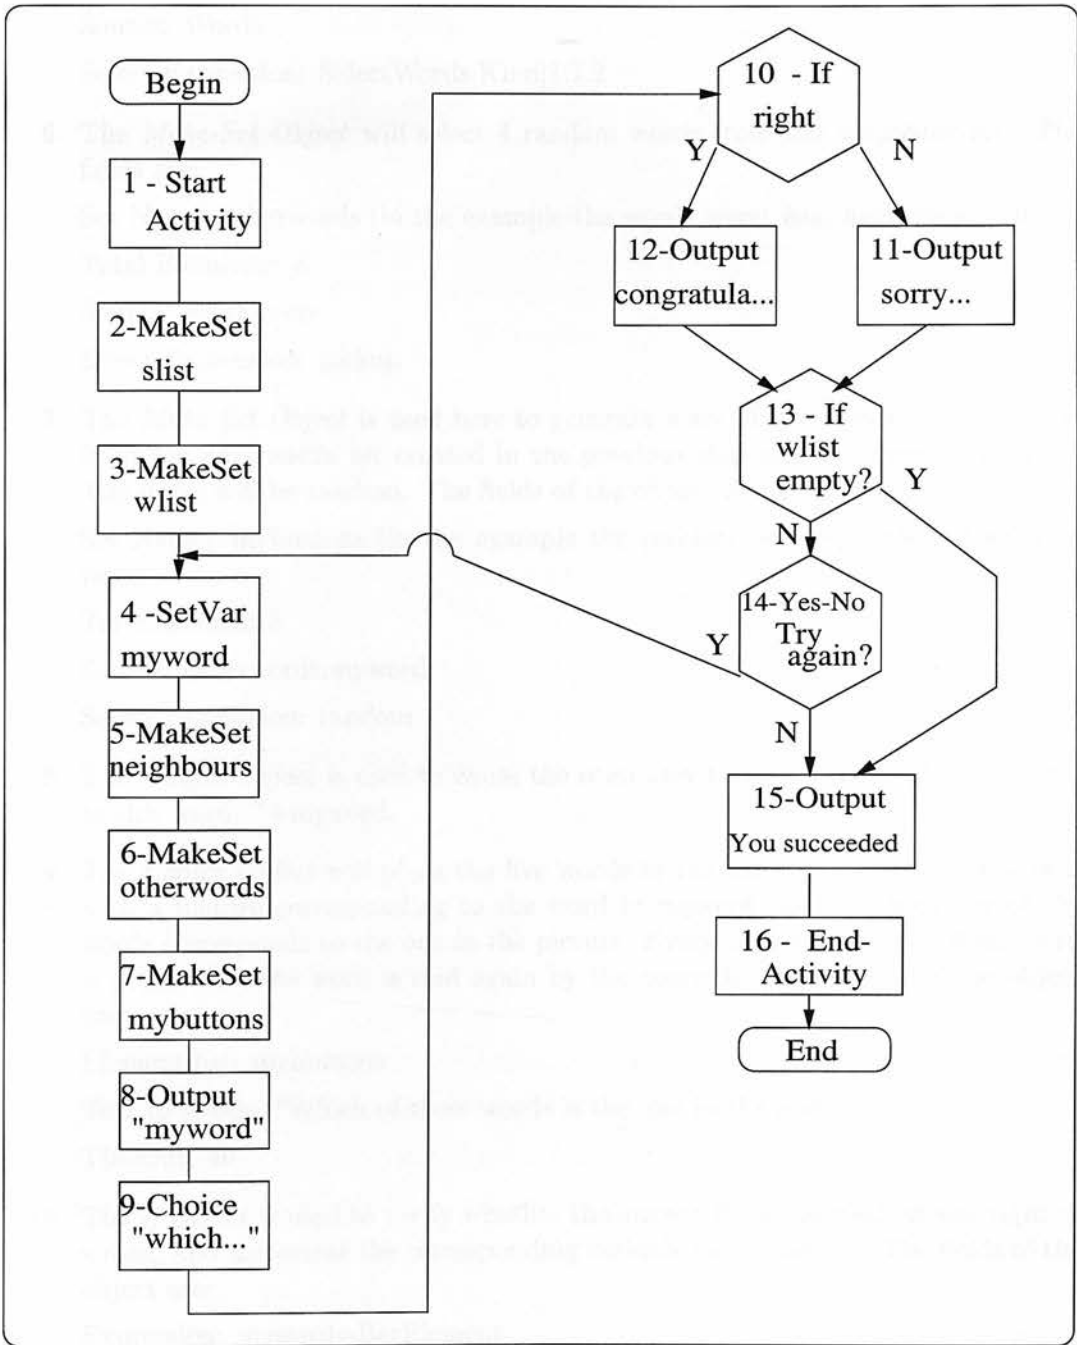 Begin
1 - Start
Activity
2-MakeSet
slist
3-MakeSet
wlist
4 -SetVar
myword
5-MakeSet
neighbours
6-MakeSet
otherwords
7-MakeSet
mybuttons
8-Output
"myword"
9-Choice
"which..."
10 - If
right
Y
N
12-Output
congratula...
11-Output
sorry...
13 - If
wlist
empty?
Y
N
14-Yes-No
Try
again?
Y
N
15-Output
You succeeded
16 - End-
Activity
End